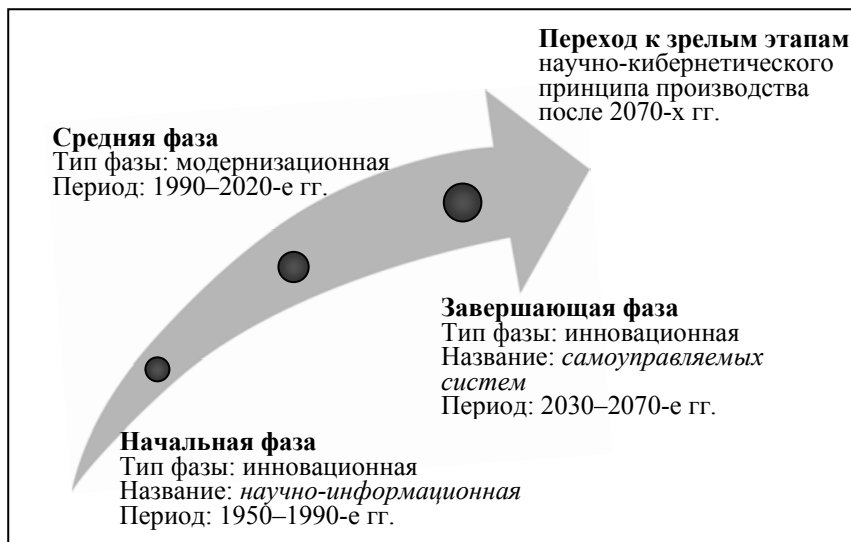 Переход к зрелым этапам
научно-кибернетического
принципа производства
после 2070-х гг.
Средняя фаза
Тип фазы: модернизационная
Период: 1990–2020-е гг.
Завершающая фаза
Тип фазы: инновационная
Название: самоуправляемых
систем
Период: 2030–2070-е гг.
Начальная фаза
Тип фазы: инновационная
Название: научно-информационная
Период: 1950–1990-е гг.